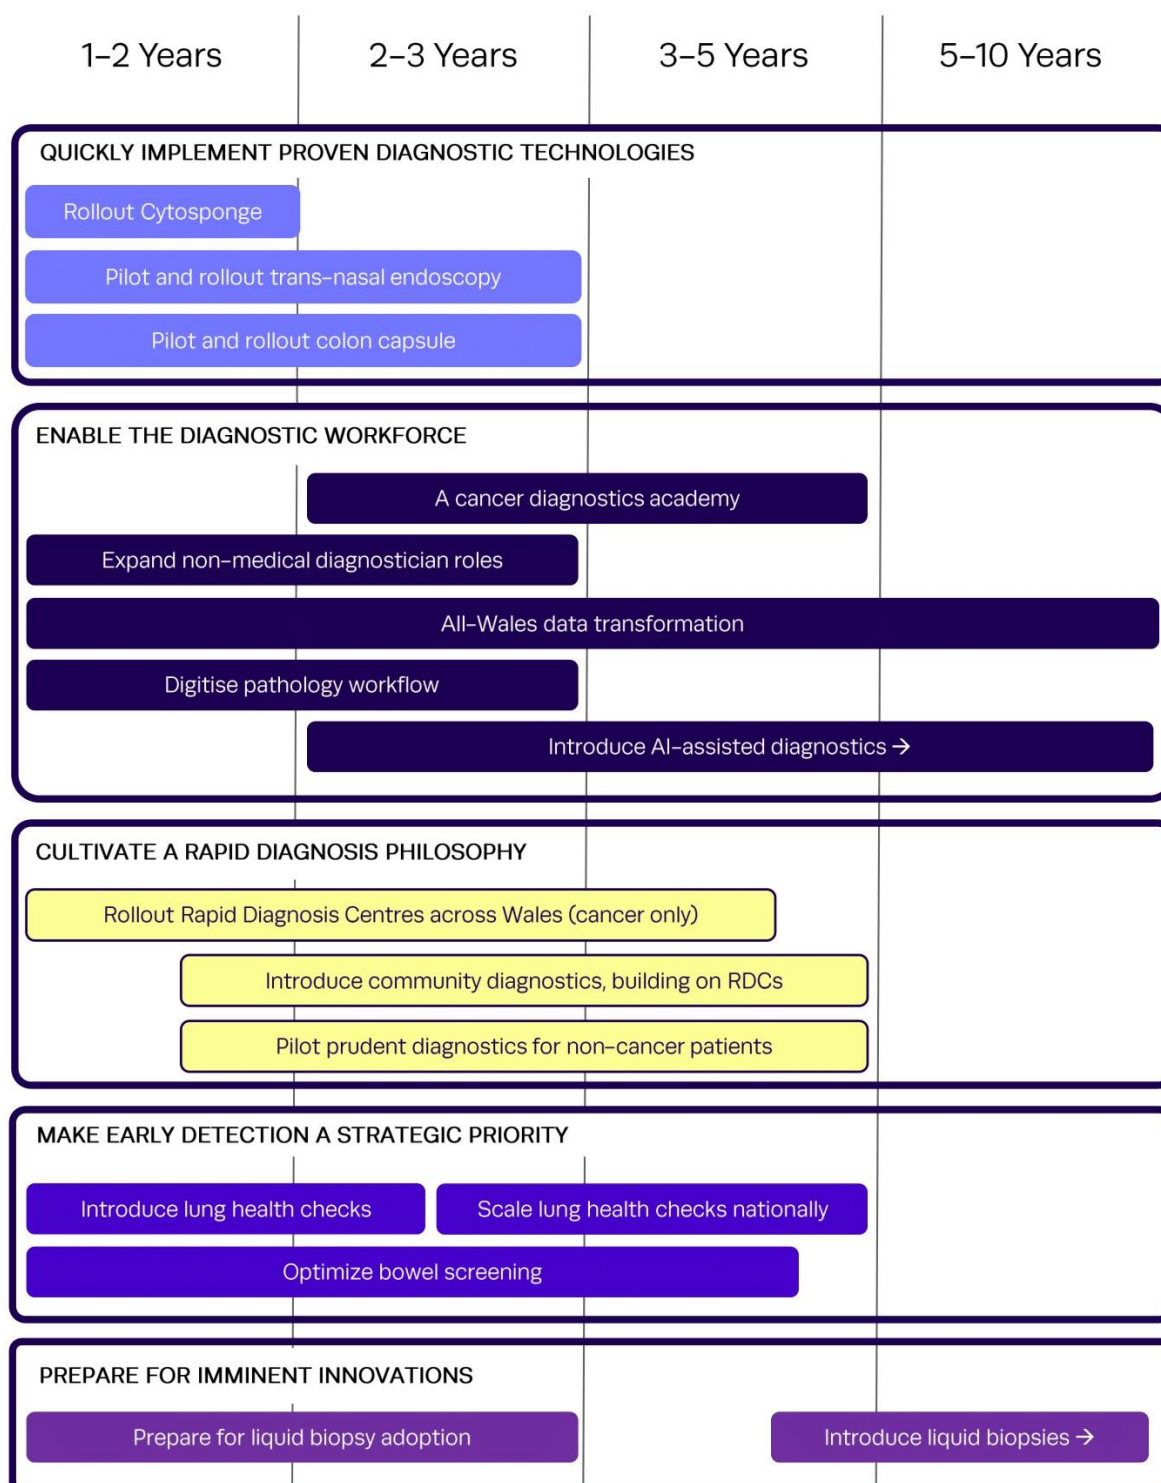 1–2 Years
2–3 Years
3–5 Years
5–10 Years
QUICKLY IMPLEMENT PROVEN DIAGNOSTIC TECHNOLOGIES
Rollout Cytosponge
Pilot and rollout trans-nasal endoscopy
Pilot and rollout colon capsule
ENABLE THE DIAGNOSTIC WORKFORCE
A cancer diagnostics academy
Expand non-medical diagnostician roles
All-Wales data transformation
Digitise pathology workflow
Introduce AI-assisted diagnostics →
CULTIVATE A RAPID DIAGNOSIS PHILOSOPHY
Rollout Rapid Diagnosis Centres across Wales (cancer only)
Introduce community diagnostics, building on RDCs
Pilot prudent diagnostics for non-cancer patients
MAKE EARLY DETECTION A STRATEGIC PRIORITY
Introduce lung health checks
Scale lung health checks nationally
Optimize bowel screening
PREPARE FOR IMMINENT INNOVATIONS
Prepare for liquid biopsy adoption
Introduce liquid biopsies →